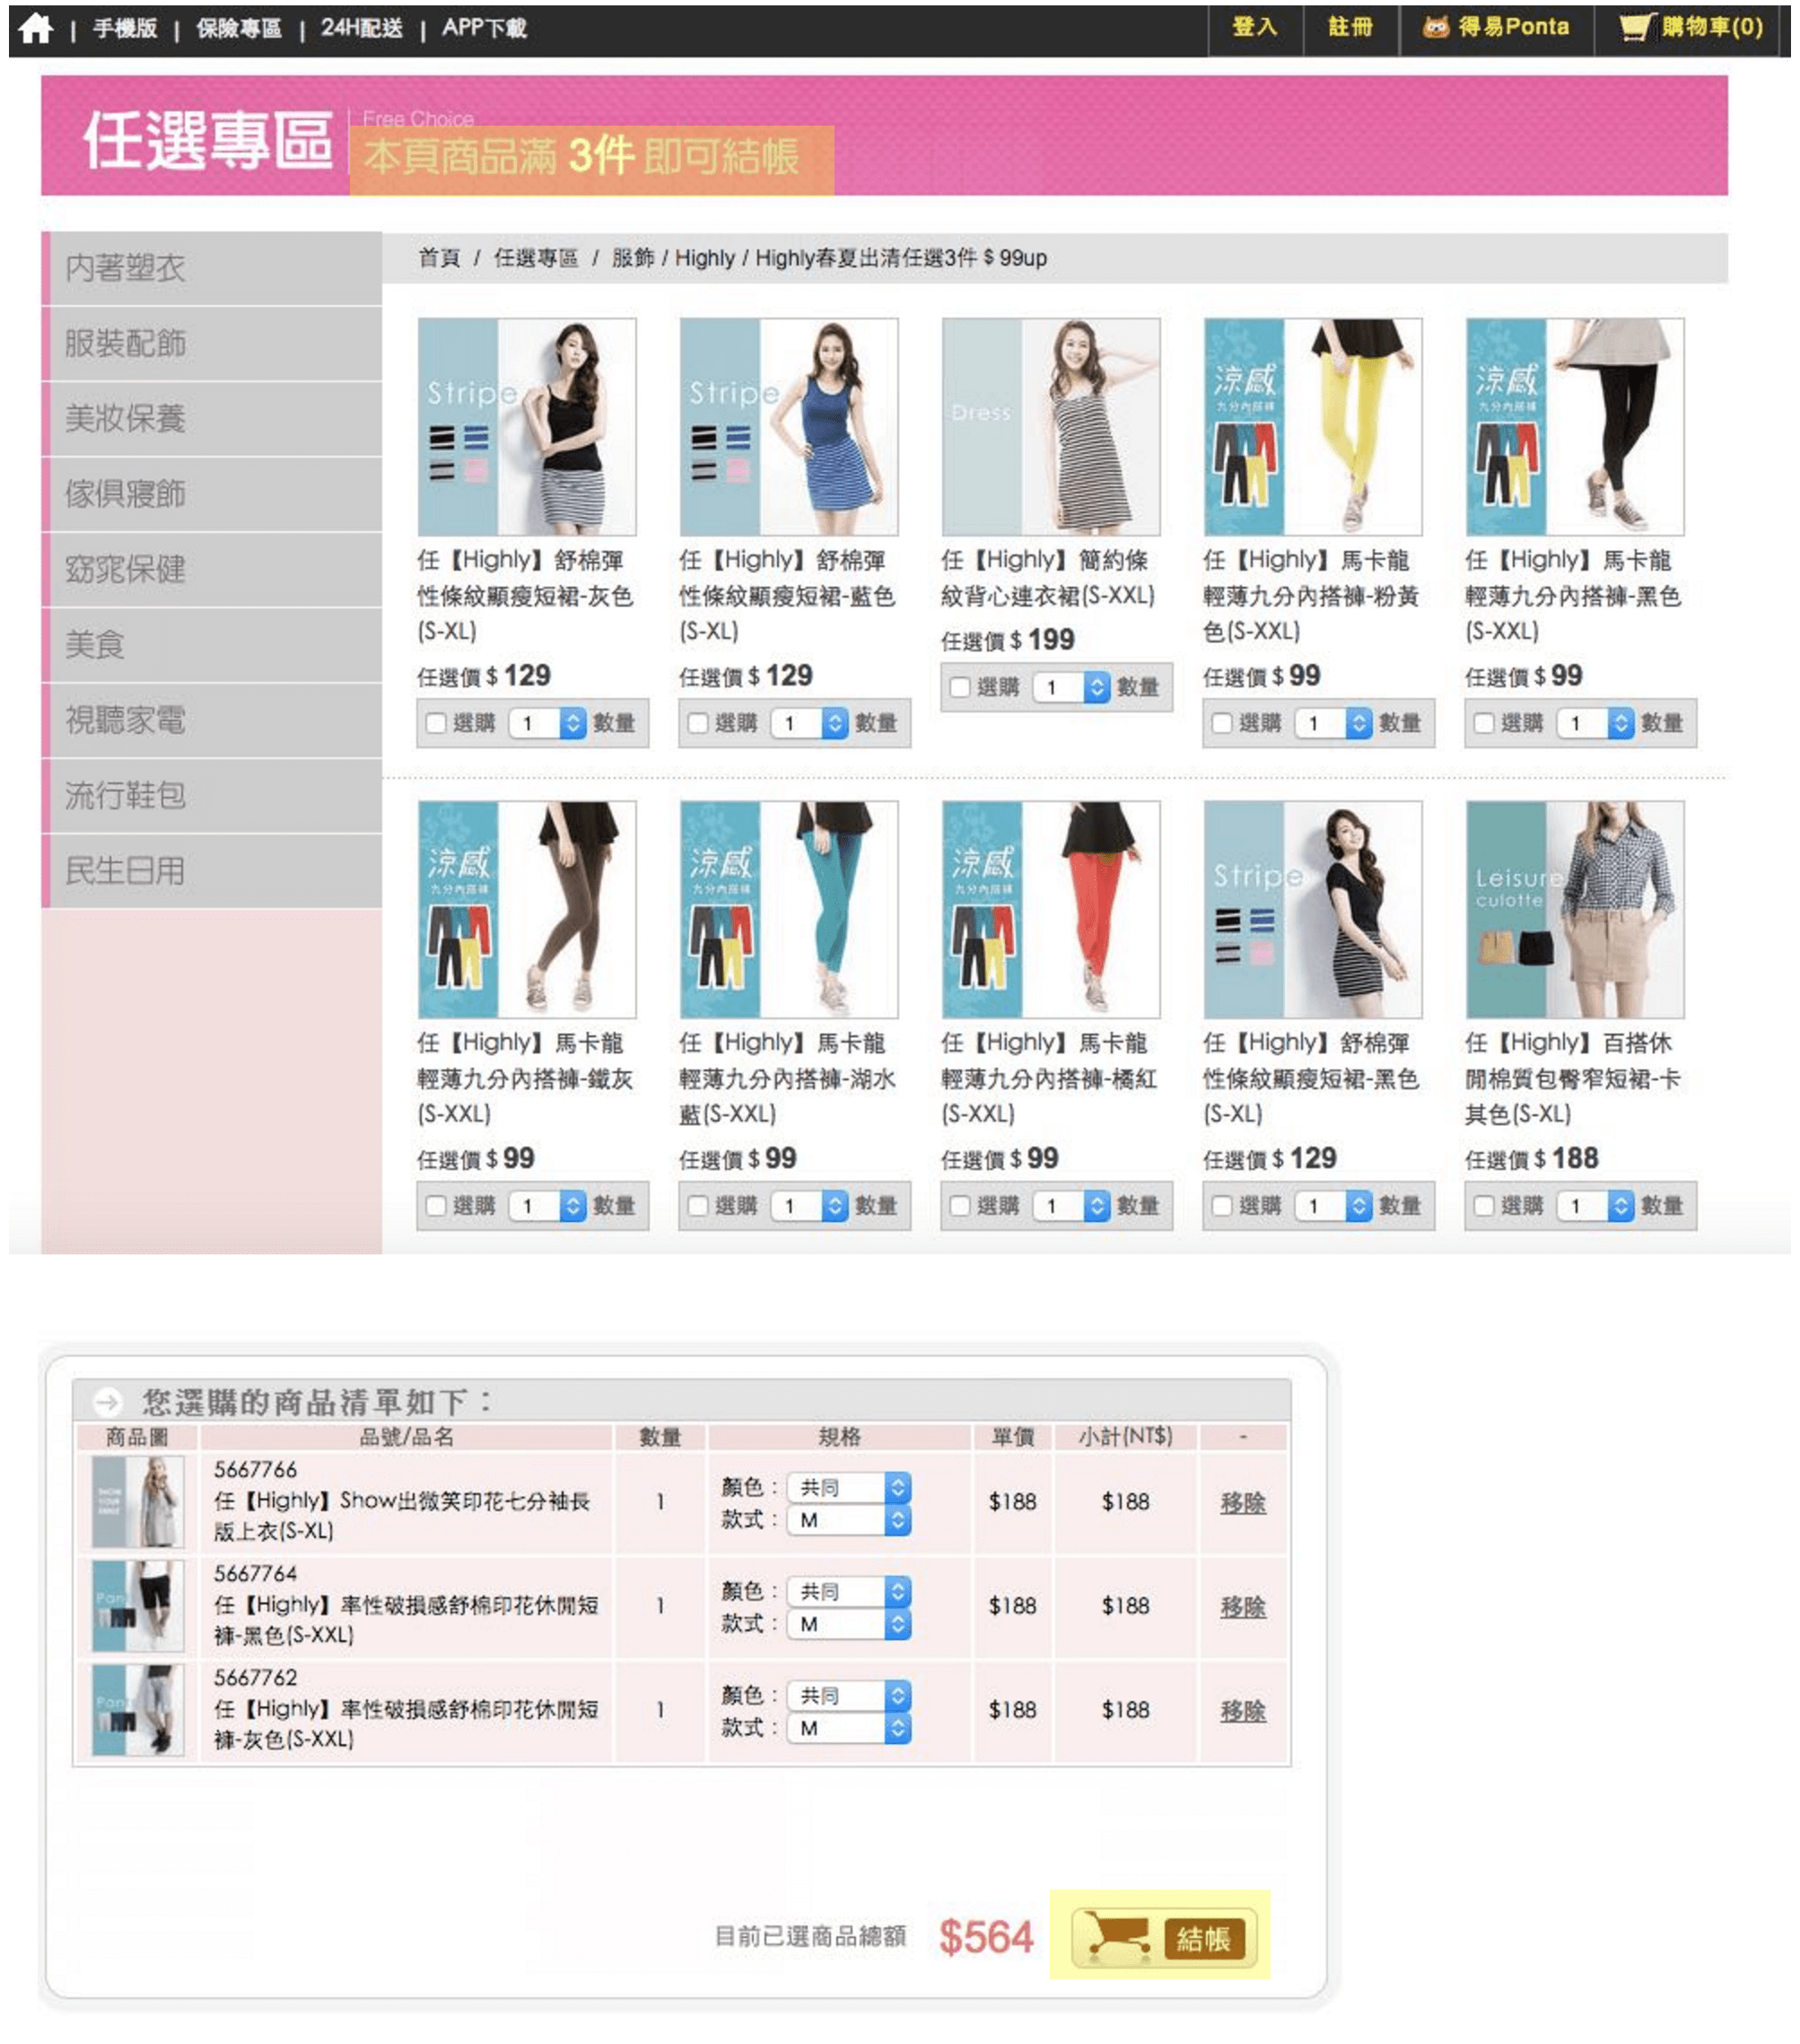 | 手機版 | 保險專區 | 24H配送 | APP下載
登入 註冊 得易Ponta 購物車(0)
任選專區
Free Choice
本頁商品滿 3件 即可結帳
首頁 / 任選專區 / 服飾 / Highly / Highly春夏出清任選3件＄99up
內著塑衣
服裝配飾
美妝保養
傢俱寢飾
窈窕保健
美食
視聽家電
流行鞋包
民生日用
Stripe
任【Highly】舒棉彈
性條紋顯瘦短裙-灰色
(S-XL)
任選價＄129
選購 1 數量
Stripe
任【Highly】舒棉彈
性條紋顯瘦短裙-藍色
(S-XL)
任選價＄129
選購 1 數量
Dress
任【Highly】簡約條
紋背心連衣裙(S-XXL)
任選價＄199
選購 1 數量
涼感
九分內搭褲
任【Highly】馬卡龍
輕薄九分內搭褲-粉黃
色(S-XXL)
任選價＄99
選購 1 數量
涼感
九分內搭褲
任【Highly】馬卡龍
輕薄九分內搭褲-黑色
(S-XXL)
任選價＄99
選購 1 數量
涼感
九分內搭褲
任【Highly】馬卡龍
輕薄九分內搭褲-鐵灰
(S-XXL)
任選價＄99
選購 1 數量
涼感
九分內搭褲
任【Highly】馬卡龍
輕薄九分內搭褲-湖水
藍(S-XXL)
任選價＄99
選購 1 數量
涼感
九分內搭褲
任【Highly】馬卡龍
輕薄九分內搭褲-橘紅
(S-XXL)
任選價＄99
選購 1 數量
Stripe
任【Highly】舒棉彈
性條紋顯瘦短裙-黑色
(S-XL)
任選價＄129
選購 1 數量
Leisure
culotte
任【Highly】百搭休
閒棉質包臀窄短裙-卡
其色(S-XL)
任選價＄188
選購 1 數量
您選購的商品清單如下：
商品圖 品號/品名 數量 規格 單價 小計(NT$) -
5667766
任【Highly】Show出微笑印花七分袖長
版上衣(S-XL)
1
顏色： 共同
款式： M
$188 $188 移除
5667764
任【Highly】率性破損感舒棉印花休閒短
褲-黑色(S-XXL)
1
顏色： 共同
款式： M
$188 $188 移除
5667762
任【Highly】率性破損感舒棉印花休閒短
褲-灰色(S-XXL)
1
顏色： 共同
款式： M
$188 $188 移除
目前已選商品總額 $564 結帳